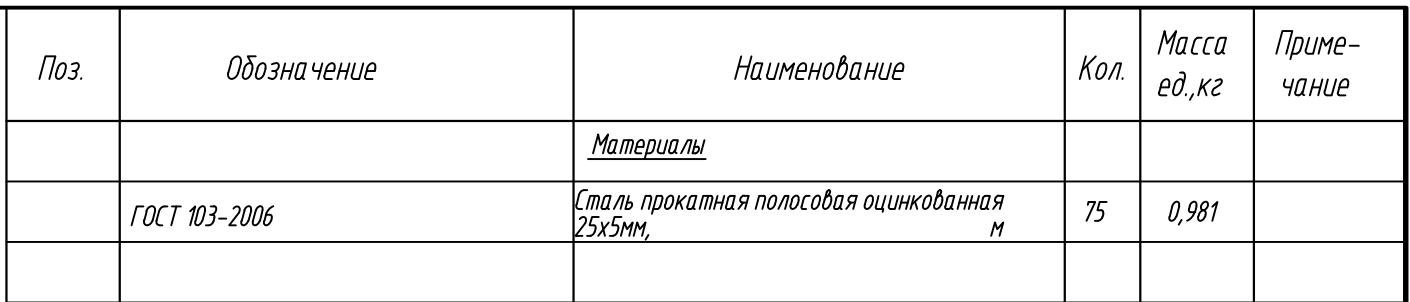 Поз.
Обозначение
Наименование
Кол.
Масса
ед.,кг
Приме-
чание
Материалы
ГОСТ 103-2006
Сталь прокатная полосовая оцинкованная
25х5мм, м
75
0,981